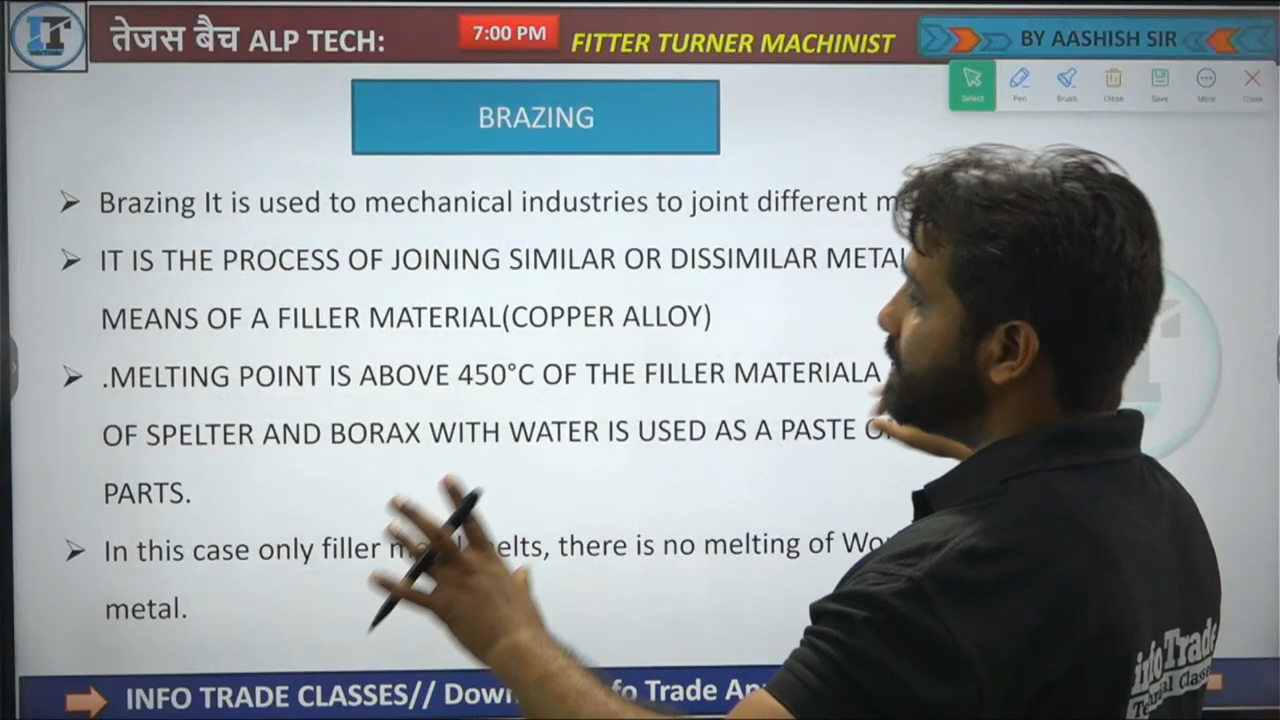 तेजस बैच ALP TECH:
7:00 PM
FITTER TURNER MACHINIST
BY AASHISH SIR
Select Pen Brush Clean Save More Close
BRAZING
➢ Brazing It is used to mechanical industries to joint different
➢ IT IS THE PROCESS OF JOINING SIMILAR OR DISSIMILAR
MEANS OF A FILLER MATERIAL(COPPER ALLOY)
➢ .MELTING POINT IS ABOVE 450°C OF THE FILLER MATERIALA
OF SPELTER AND BORAX WITH WATER IS USED AS A PASTE
PARTS.
➢ In this case only filler melts, there is no melting of
metal.
INFO TRADE CLASSES// Trade
info Trade